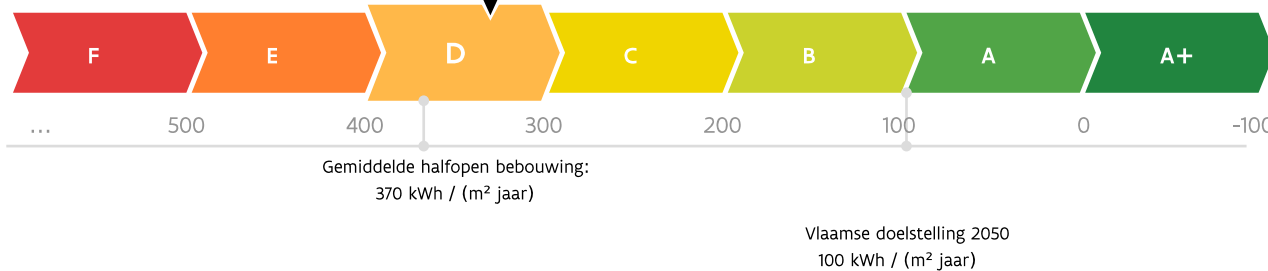 F E D C B A A+
... 500 400 300 200 100 0 -100
Gemiddelde halfopen bebouwing:
370 kWh / (m² jaar)
Vlaamse doelstelling 2050
100 kWh / (m² jaar)